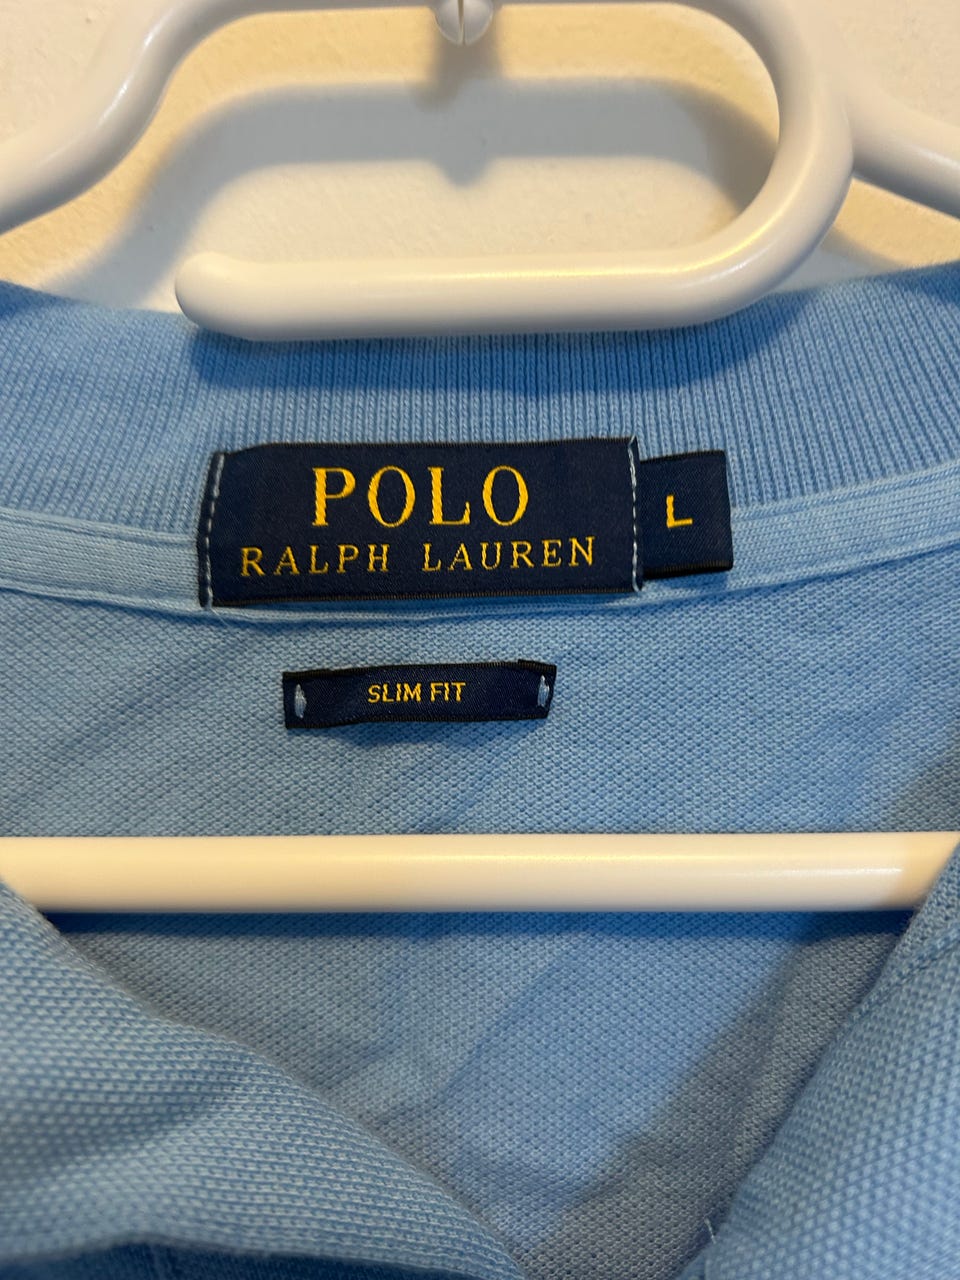 POLO
RALPH LAUREN
L
SLIM FIT